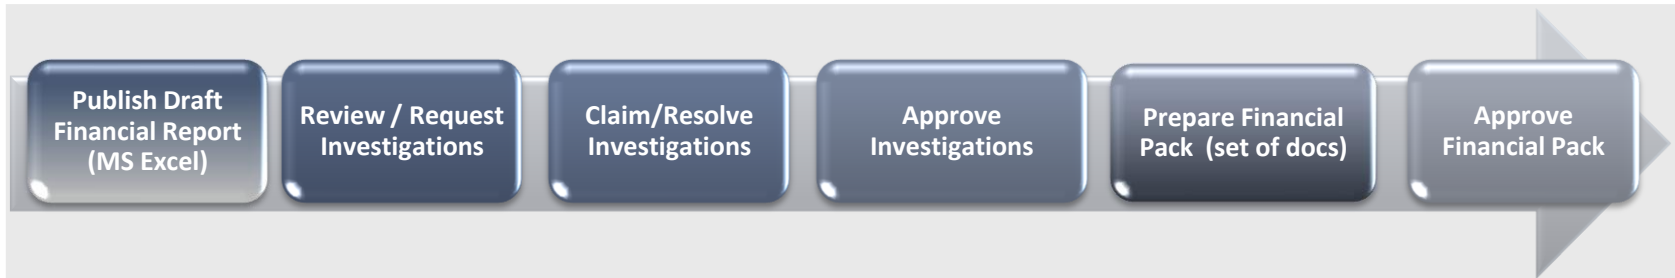 Publish Draft
Financial Report
(MS Excel)
Review / Request
Investigations
Claim/Resolve
Investigations
Approve
Investigations
Prepare Financial
Pack (set of docs)
Approve
Financial Pack